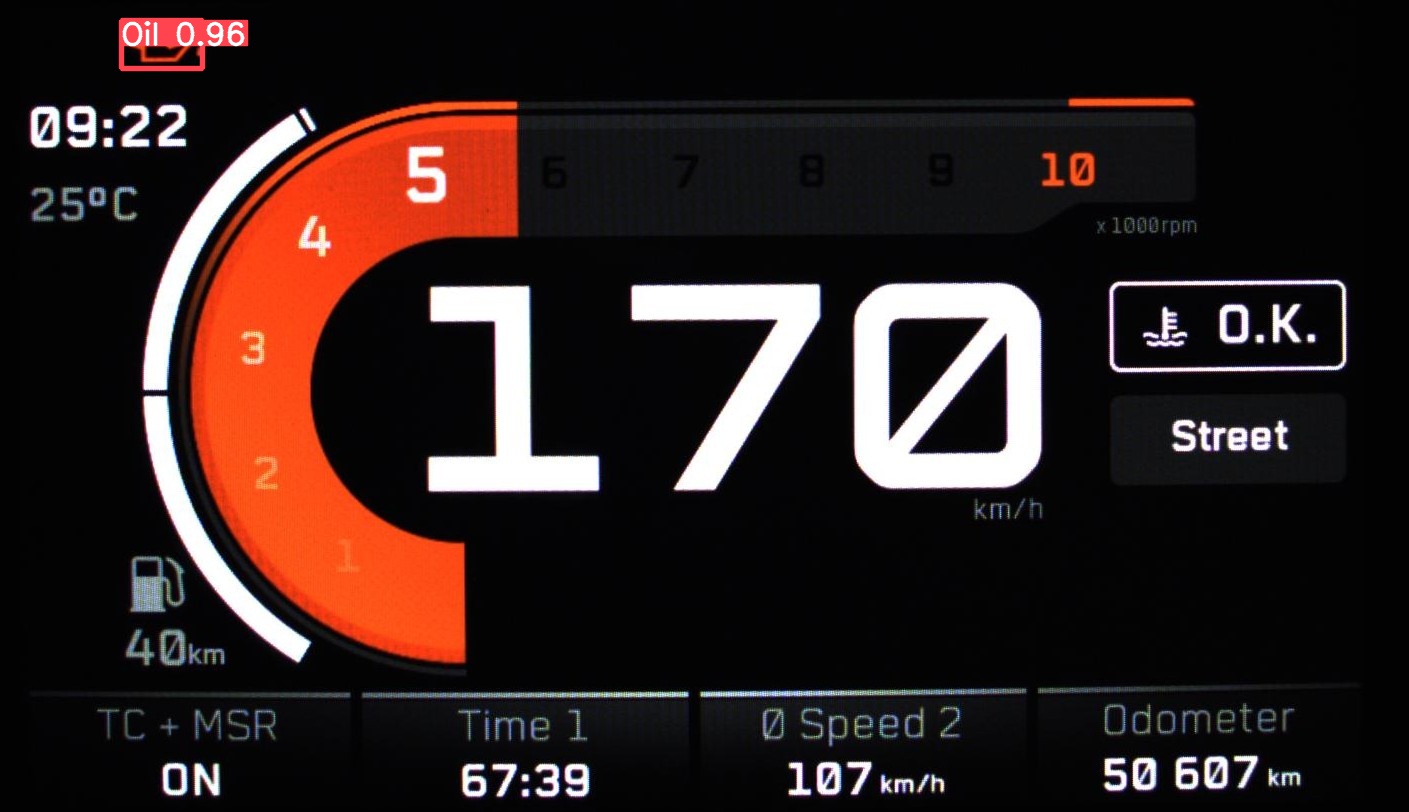 Oil 0.96
09:22
25ºC
5 6 7 8 9 10
4
x1000rpm
3
170
O.K.
2
Street
km/h
1
40km
TC + MSR
Time 1
Ø Speed 2
Odometer
ON
67:39
107 km/h
50 607 km